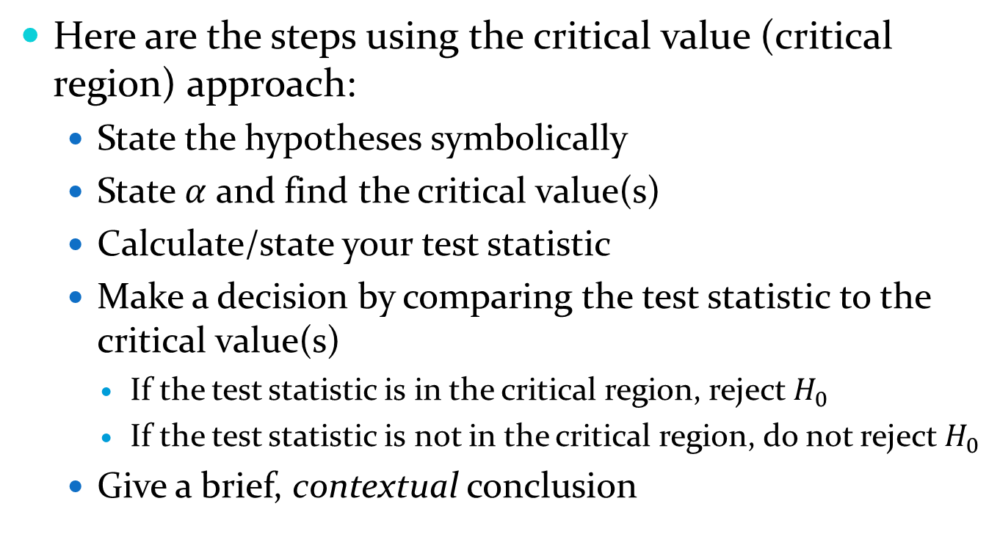 • Here are the steps using the critical value (critical
region) approach:
• State the hypotheses symbolically
• State α and find the critical value(s)
• Calculate/state your test statistic
• Make a decision by comparing the test statistic to the
critical value(s)
• If the test statistic is in the critical region, reject H₀
• If the test statistic is not in the critical region, do not reject H₀
• Give a brief, contextual conclusion